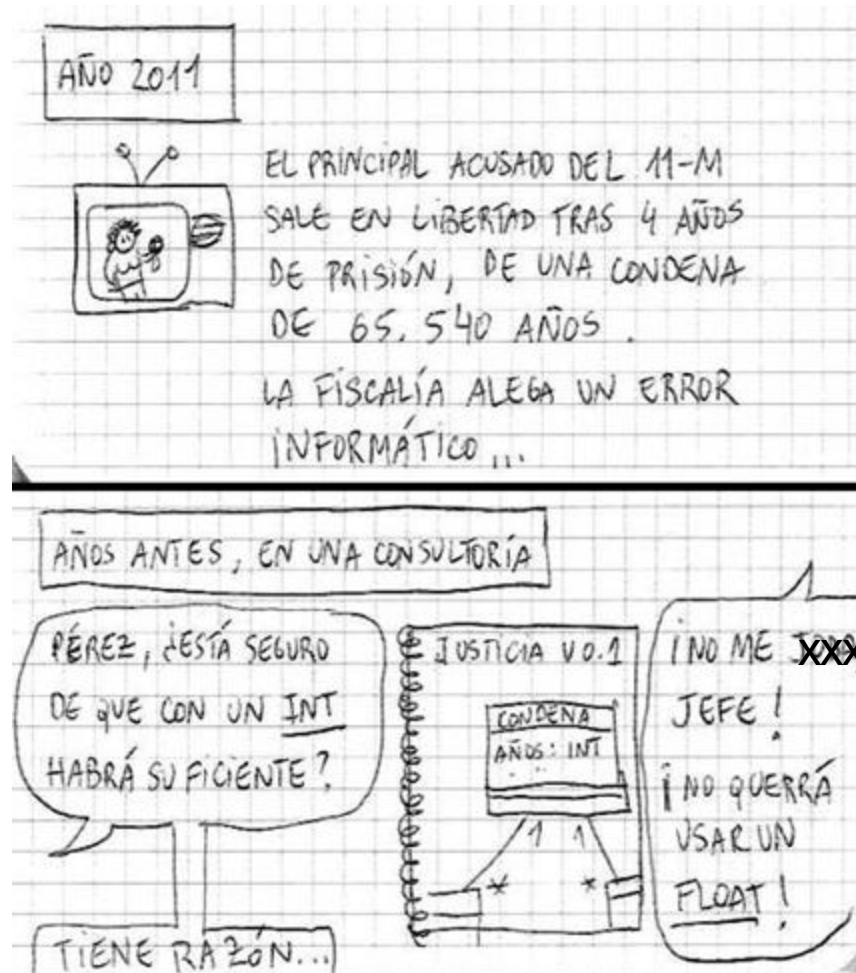 AÑO 2011
EL PRINCIPAL ACUSADO DEL 11-M
SALE EN LIBERTAD TRAS 4 AÑOS
DE PRISIÓN, DE UNA CONDENA
DE 65.540 AÑOS.
LA FISCALÍA ALEGA UN ERROR
INFORMÁTICO...
AÑOS ANTES, EN UNA CONSULTORÍA
PÉREZ, ¿ESTÁ SEGURO
DE QUE CON UN INT
HABRÁ SUFICIENTE?
TIENE RAZÓN...
JUSTICIA V0.1
CONDENA
AÑOS: INT
1 1
* *
¡NO ME XXX
JEFE!
¡NO QUERRÁ
USAR UN
FLOAT!